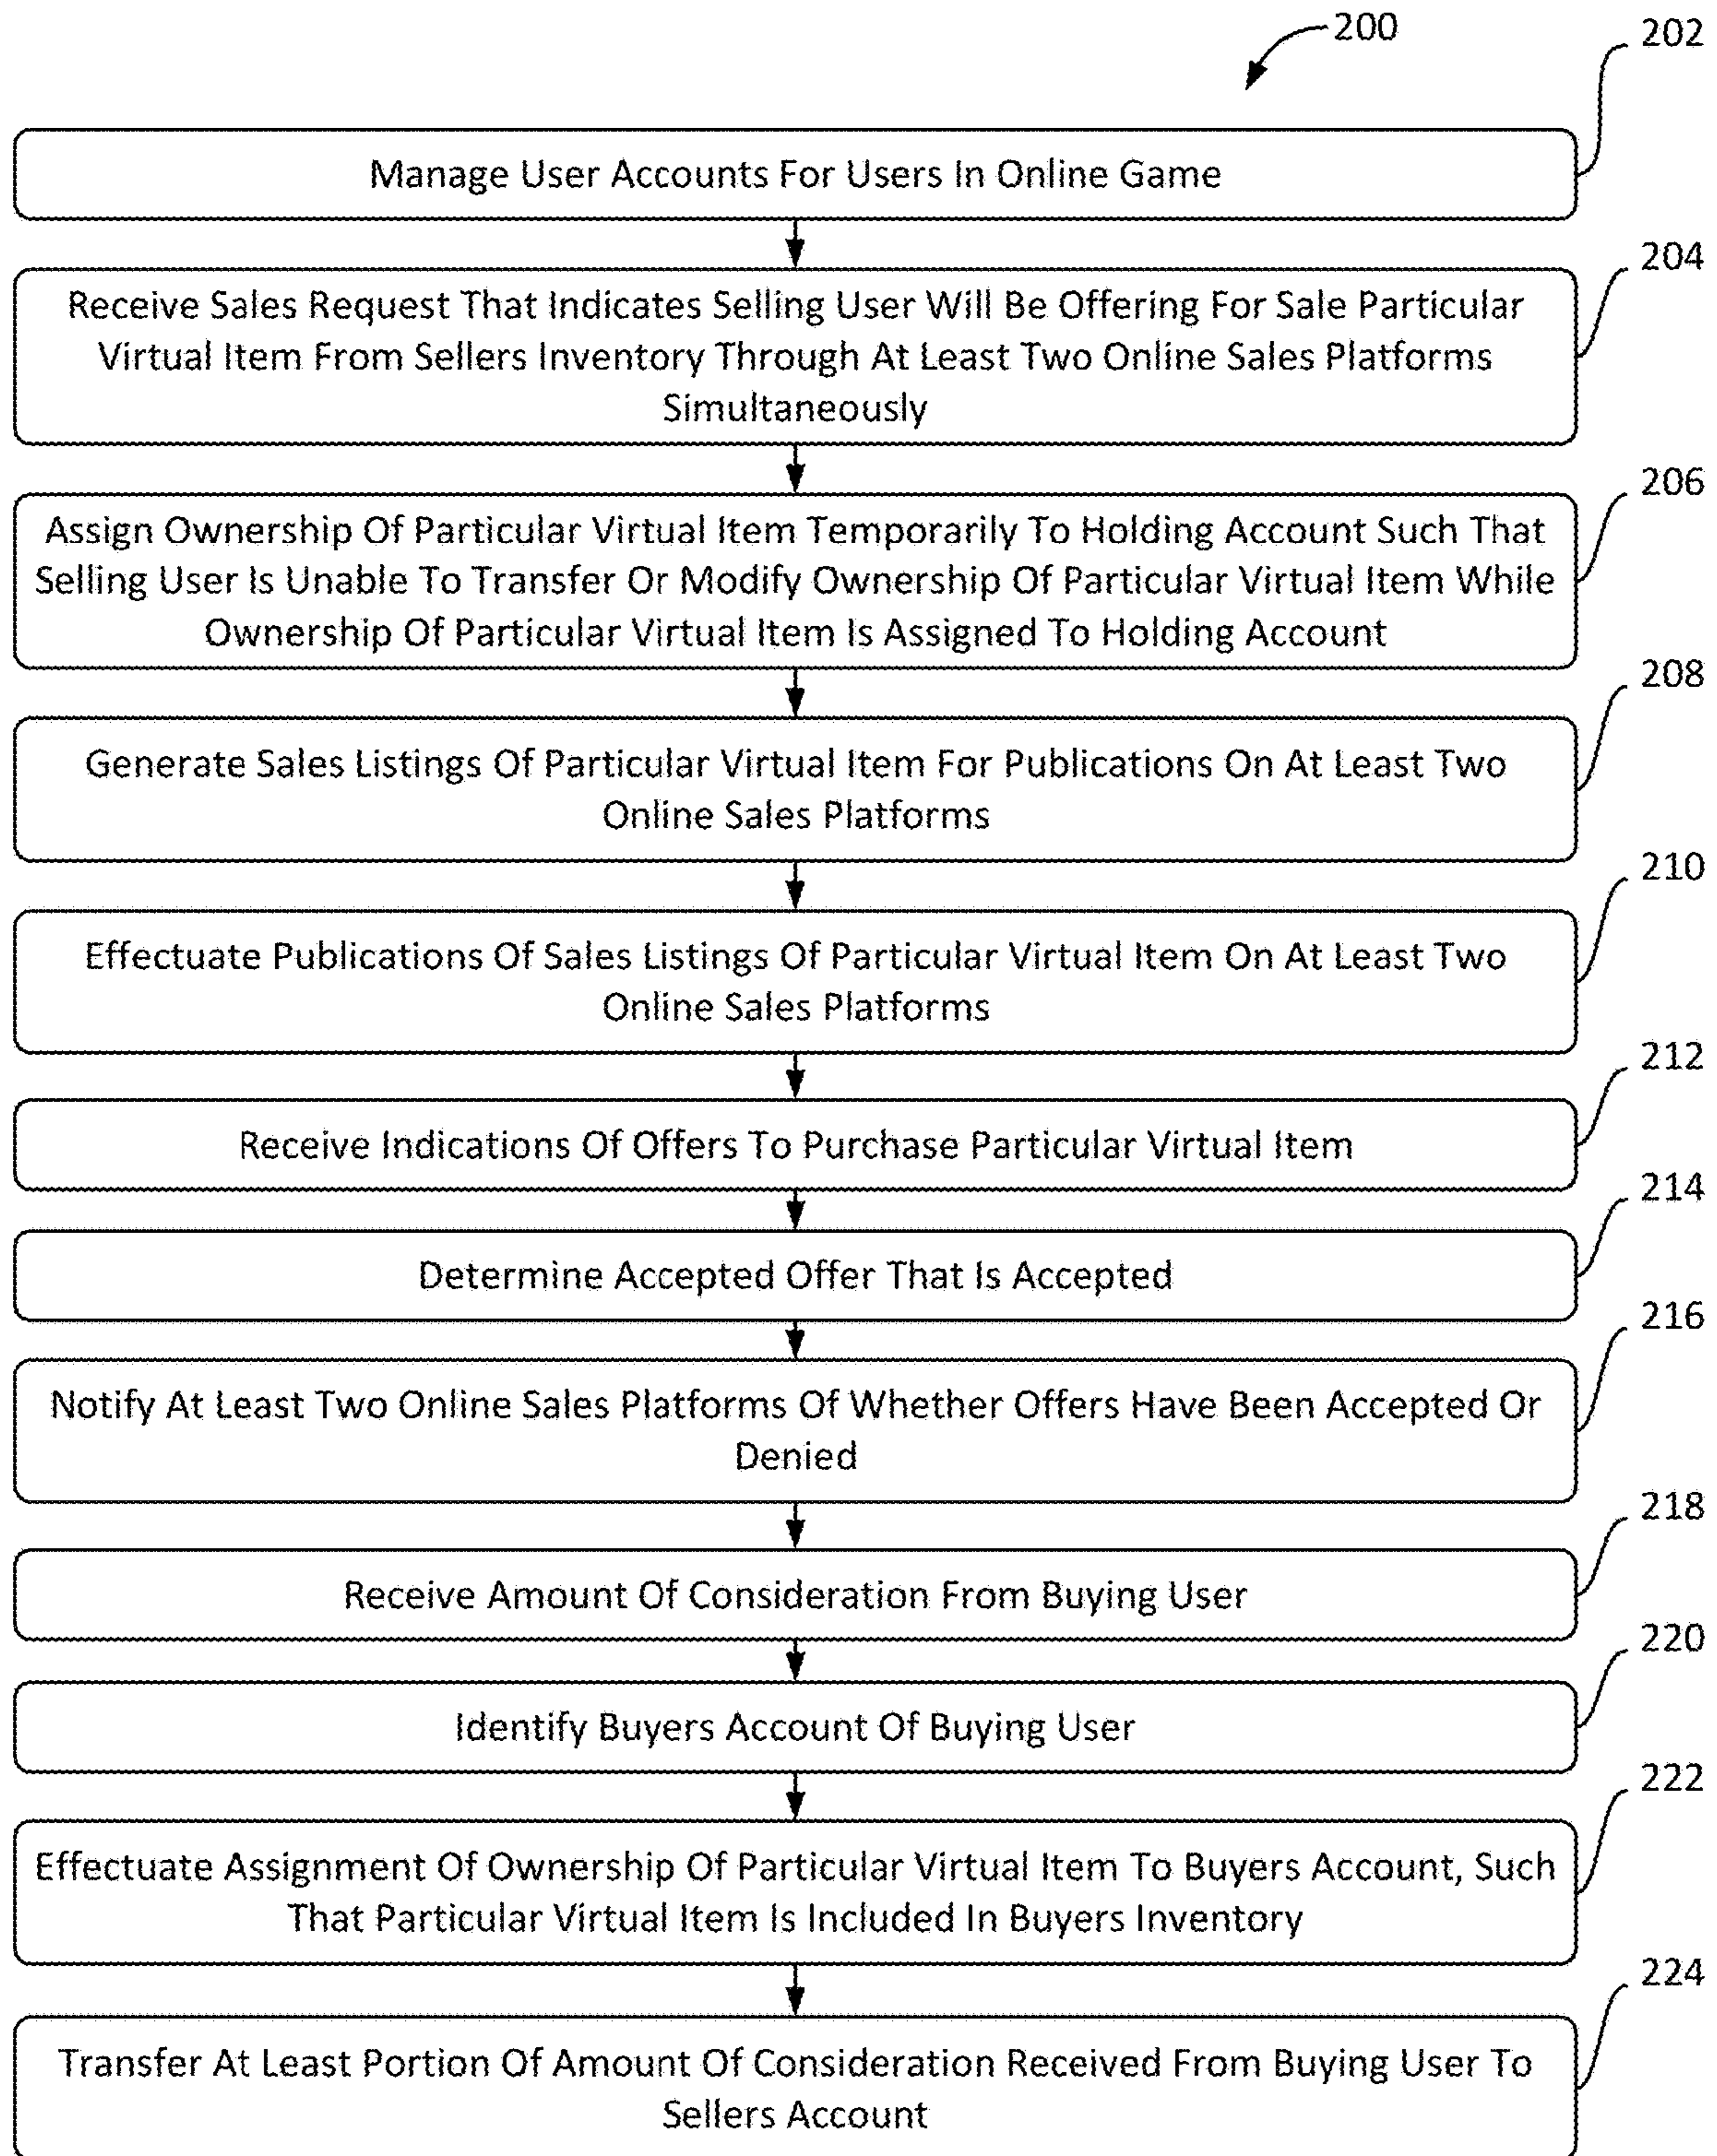 200
202
Manage User Accounts For Users In Online Game
204
Receive Sales Request That Indicates Selling User Will Be Offering For Sale Particular
Virtual Item From Sellers Inventory Through At Least Two Online Sales Platforms
Simultaneously
206
Assign Ownership Of Particular Virtual Item Temporarily To Holding Account Such That
Selling User Is Unable To Transfer Or Modify Ownership Of Particular Virtual Item While
Ownership Of Particular Virtual Item Is Assigned To Holding Account
208
Generate Sales Listings Of Particular Virtual Item For Publications On At Least Two
Online Sales Platforms
210
Effectuate Publications Of Sales Listings Of Particular Virtual Item On At Least Two
Online Sales Platforms
212
Receive Indications Of Offers To Purchase Particular Virtual Item
214
Determine Accepted Offer That Is Accepted
216
Notify At Least Two Online Sales Platforms Of Whether Offers Have Been Accepted Or
Denied
218
Receive Amount Of Consideration From Buying User
220
Identify Buyers Account Of Buying User
222
Effectuate Assignment Of Ownership Of Particular Virtual Item To Buyers Account, Such
That Particular Virtual Item Is Included In Buyers Inventory
224
Transfer At Least Portion Of Amount Of Consideration Received From Buying User To
Sellers Account